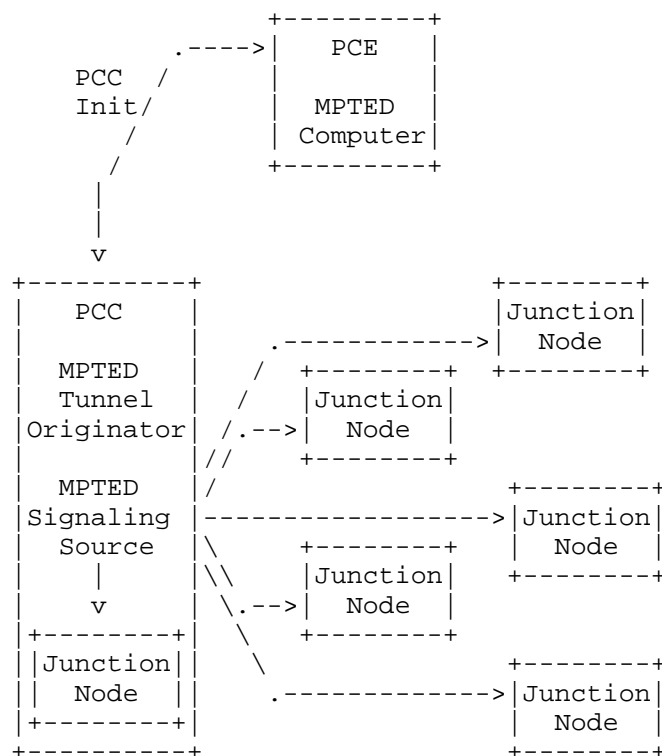 PCE
PCC
Init
MPTED
Computer
PCC
MPTED
Tunnel
Originator
MPTED
Signaling
Source
Junction
Node
Junction
Node
Junction
Node
Junction
Node
Junction
Node
Junction
Node